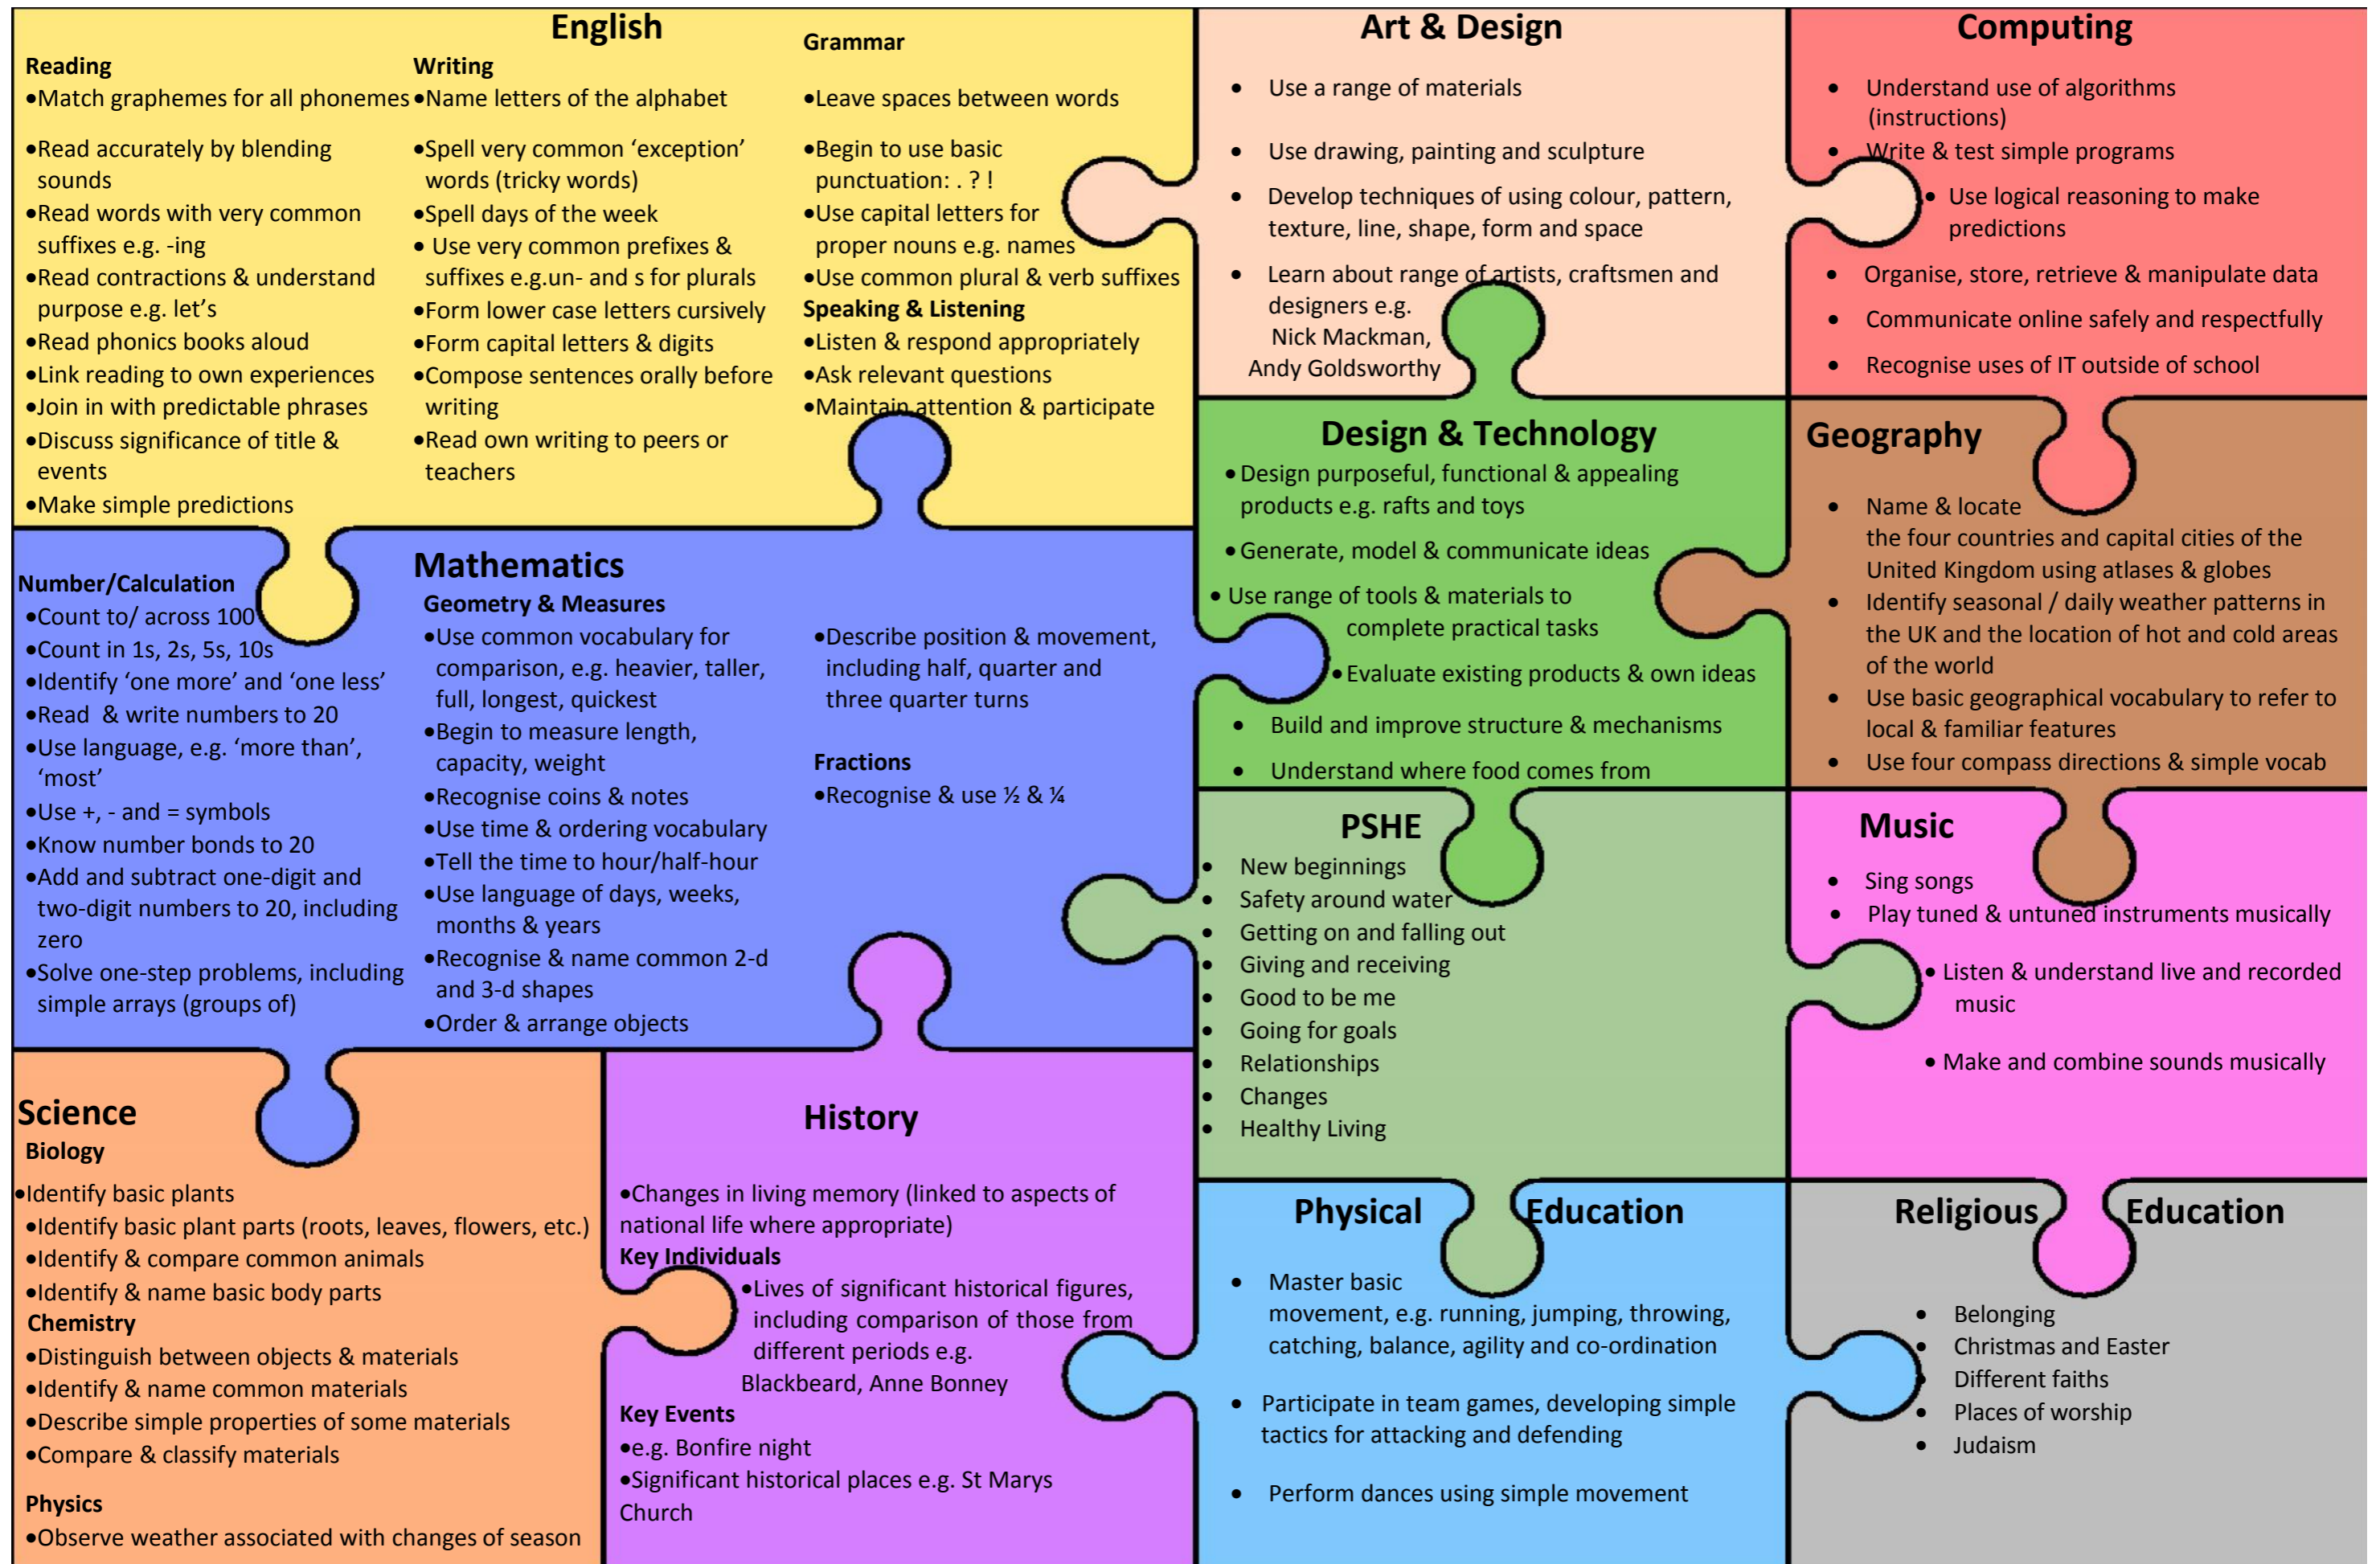 English
Reading
•Match graphemes for all phonemes
•Read accurately by blending
sounds
•Read words with very common
suffixes e.g. -ing
•Read contractions & understand
purpose e.g. let’s
•Read phonics books aloud
•Link reading to own experiences
•Join in with predictable phrases
•Discuss significance of title &
events
•Make simple predictions
Writing
•Name letters of the alphabet
•Spell very common ‘exception’
words (tricky words)
•Spell days of the week
• Use very common prefixes &
suffixes e.g.un- and s for plurals
•Form lower case letters cursively
•Form capital letters & digits
•Compose sentences orally before
writing
•Read own writing to peers or
teachers
Grammar
•Leave spaces between words
•Begin to use basic
punctuation: . ? !
•Use capital letters for
proper nouns e.g. names
•Use common plural & verb suffixes
Speaking & Listening
•Listen & respond appropriately
•Ask relevant questions
•Maintain attention & participate
Art & Design
• Use a range of materials
• Use drawing, painting and sculpture
• Develop techniques of using colour, pattern,
texture, line, shape, form and space
• Learn about range of artists, craftsmen and
designers e.g.
Nick Mackman,
Andy Goldsworthy
Computing
• Understand use of algorithms
(instructions)
• Write & test simple programs
• Use logical reasoning to make
predictions
• Organise, store, retrieve & manipulate data
• Communicate online safely and respectfully
• Recognise uses of IT outside of school
Mathematics
Number/Calculation
•Count to/ across 100
•Count in 1s, 2s, 5s, 10s
•Identify ‘one more’ and ‘one less’
•Read & write numbers to 20
•Use language, e.g. ‘more than’,
‘most’
•Use +, - and = symbols
•Know number bonds to 20
•Add and subtract one-digit and
two-digit numbers to 20, including
zero
•Solve one-step problems, including
simple arrays (groups of)
Geometry & Measures
•Use common vocabulary for
comparison, e.g. heavier, taller,
full, longest, quickest
•Begin to measure length,
capacity, weight
•Recognise coins & notes
•Use time & ordering vocabulary
•Tell the time to hour/half-hour
•Use language of days, weeks,
months & years
•Recognise & name common 2-d
and 3-d shapes
•Order & arrange objects
•Describe position & movement,
including half, quarter and
three quarter turns
Fractions
•Recognise & use ½ & ¼
Design & Technology
• Design purposeful, functional & appealing
products e.g. rafts and toys
• Generate, model & communicate ideas
• Use range of tools & materials to
complete practical tasks
• Evaluate existing products & own ideas
• Build and improve structure & mechanisms
• Understand where food comes from
Geography
• Name & locate
the four countries and capital cities of the
United Kingdom using atlases & globes
• Identify seasonal / daily weather patterns in
the UK and the location of hot and cold areas
of the world
• Use basic geographical vocabulary to refer to
local & familiar features
• Use four compass directions & simple vocab
PSHE
• New beginnings
• Safety around water
• Getting on and falling out
• Giving and receiving
• Good to be me
• Going for goals
• Relationships
• Changes
• Healthy Living
Music
• Sing songs
• Play tuned & untuned instruments musically
• Listen & understand live and recorded
music
• Make and combine sounds musically
Science
Biology
•Identify basic plants
•Identify basic plant parts (roots, leaves, flowers, etc.)
•Identify & compare common animals
•Identify & name basic body parts
Chemistry
•Distinguish between objects & materials
•Identify & name common materials
•Describe simple properties of some materials
•Compare & classify materials
Physics
•Observe weather associated with changes of season
History
•Changes in living memory (linked to aspects of
national life where appropriate)
Key Individuals
•Lives of significant historical figures,
including comparison of those from
different periods e.g.
Blackbeard, Anne Bonney
Key Events
•e.g. Bonfire night
•Significant historical places e.g. St Marys
Church
Physical Education
• Master basic
movement, e.g. running, jumping, throwing,
catching, balance, agility and co-ordination
• Participate in team games, developing simple
tactics for attacking and defending
• Perform dances using simple movement
Religious Education
• Belonging
• Christmas and Easter
• Different faiths
• Places of worship
• Judaism